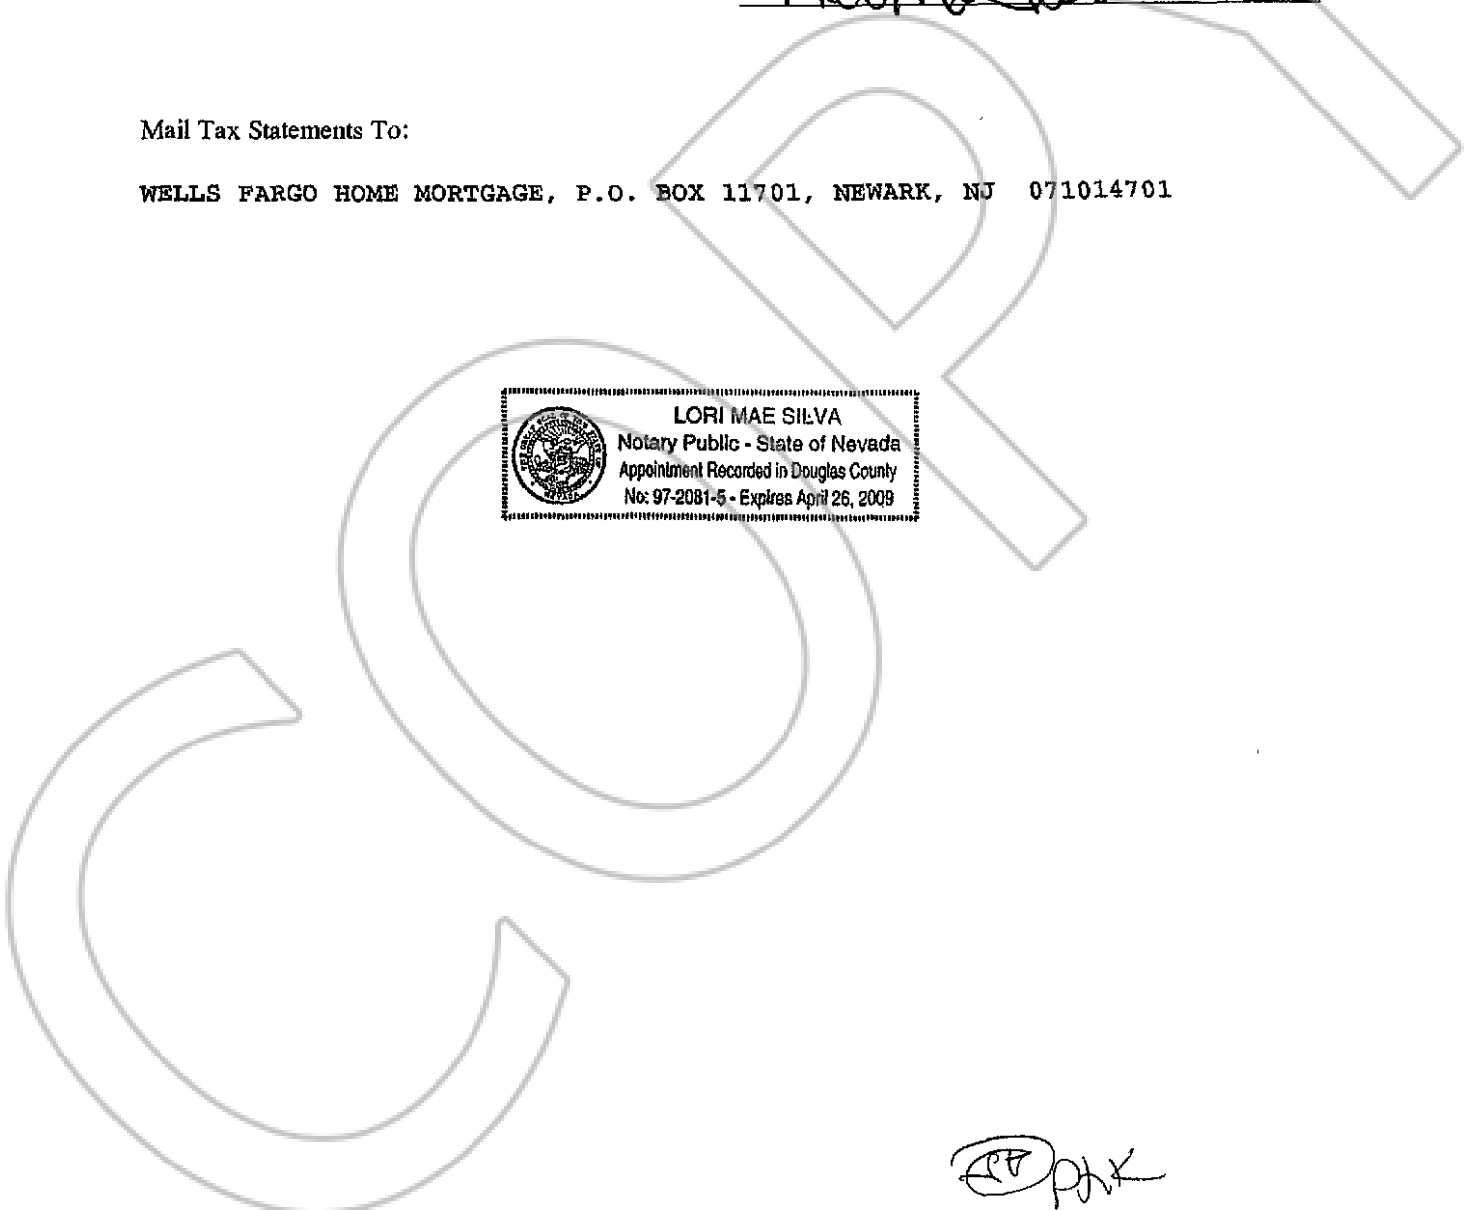 Mail Tax Statements To:
WELLS FARGO HOME MORTGAGE, P.O. BOX 11701, NEWARK, NJ 071014701
LORI MAE SILVA
Notary Public - State of Nevada
Appointment Recorded in Douglas County
No: 97-2081-5 - Expires April 26, 2009
COPY